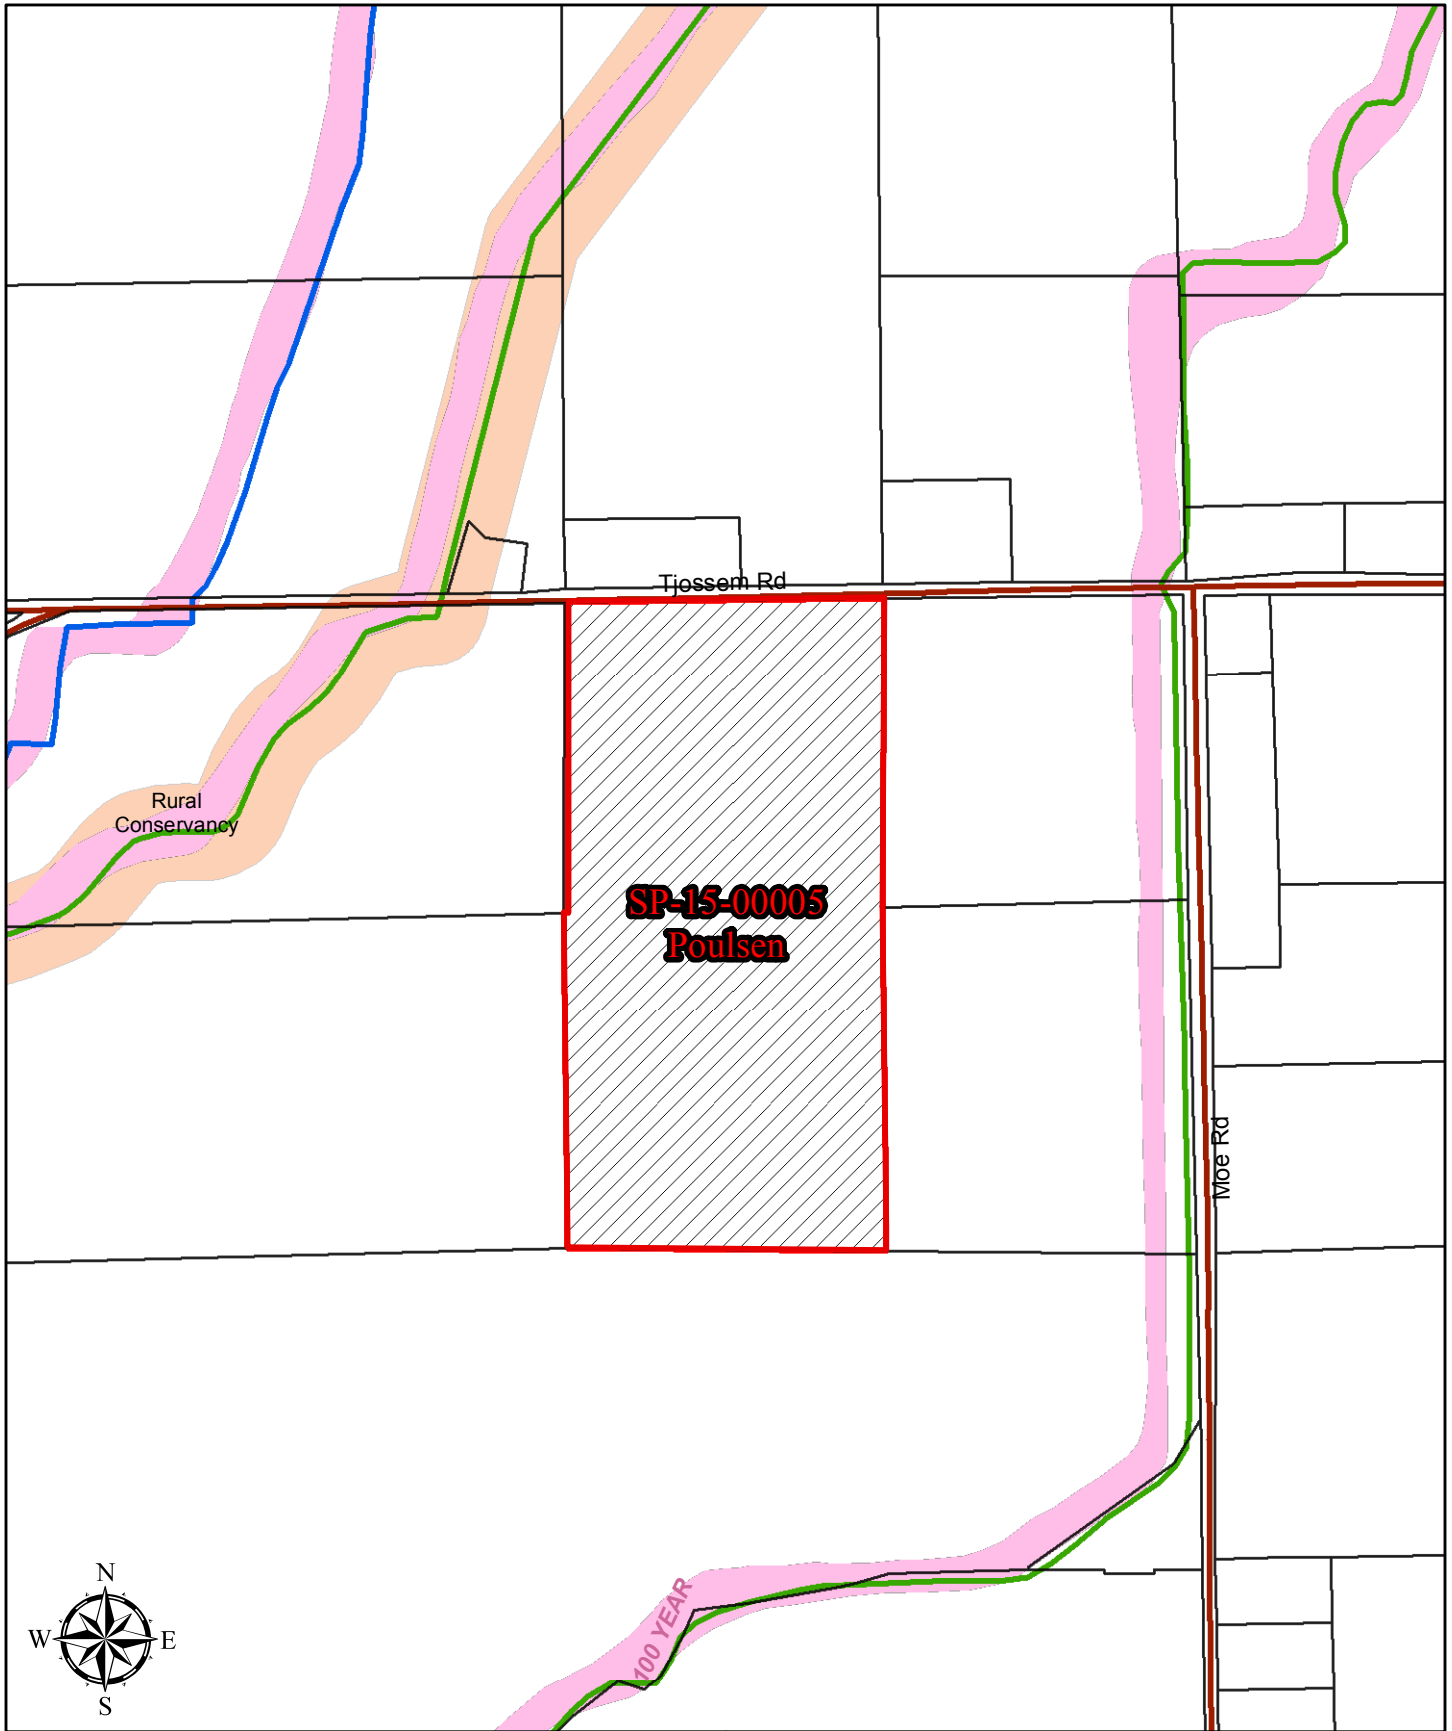 Tjossem Rd
Rural
Conservancy
SP-15-00005
Poulsen
Moe Rd
100 YEAR
N
W
E
S